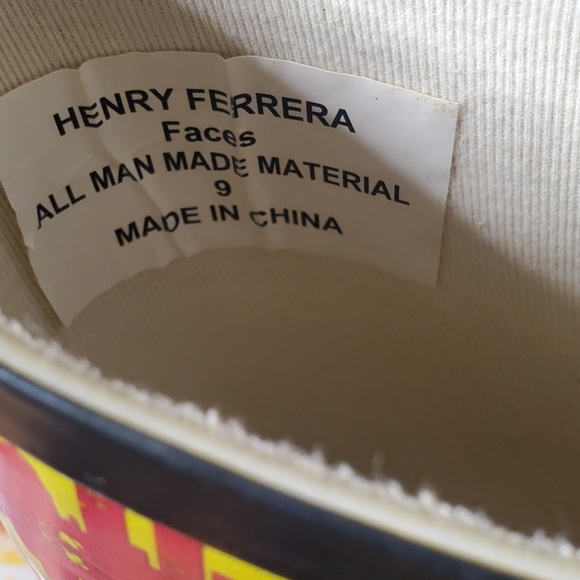 HENRY FERRERA
Faces
ALL MAN MADE MATERIAL
9
MADE IN CHINA